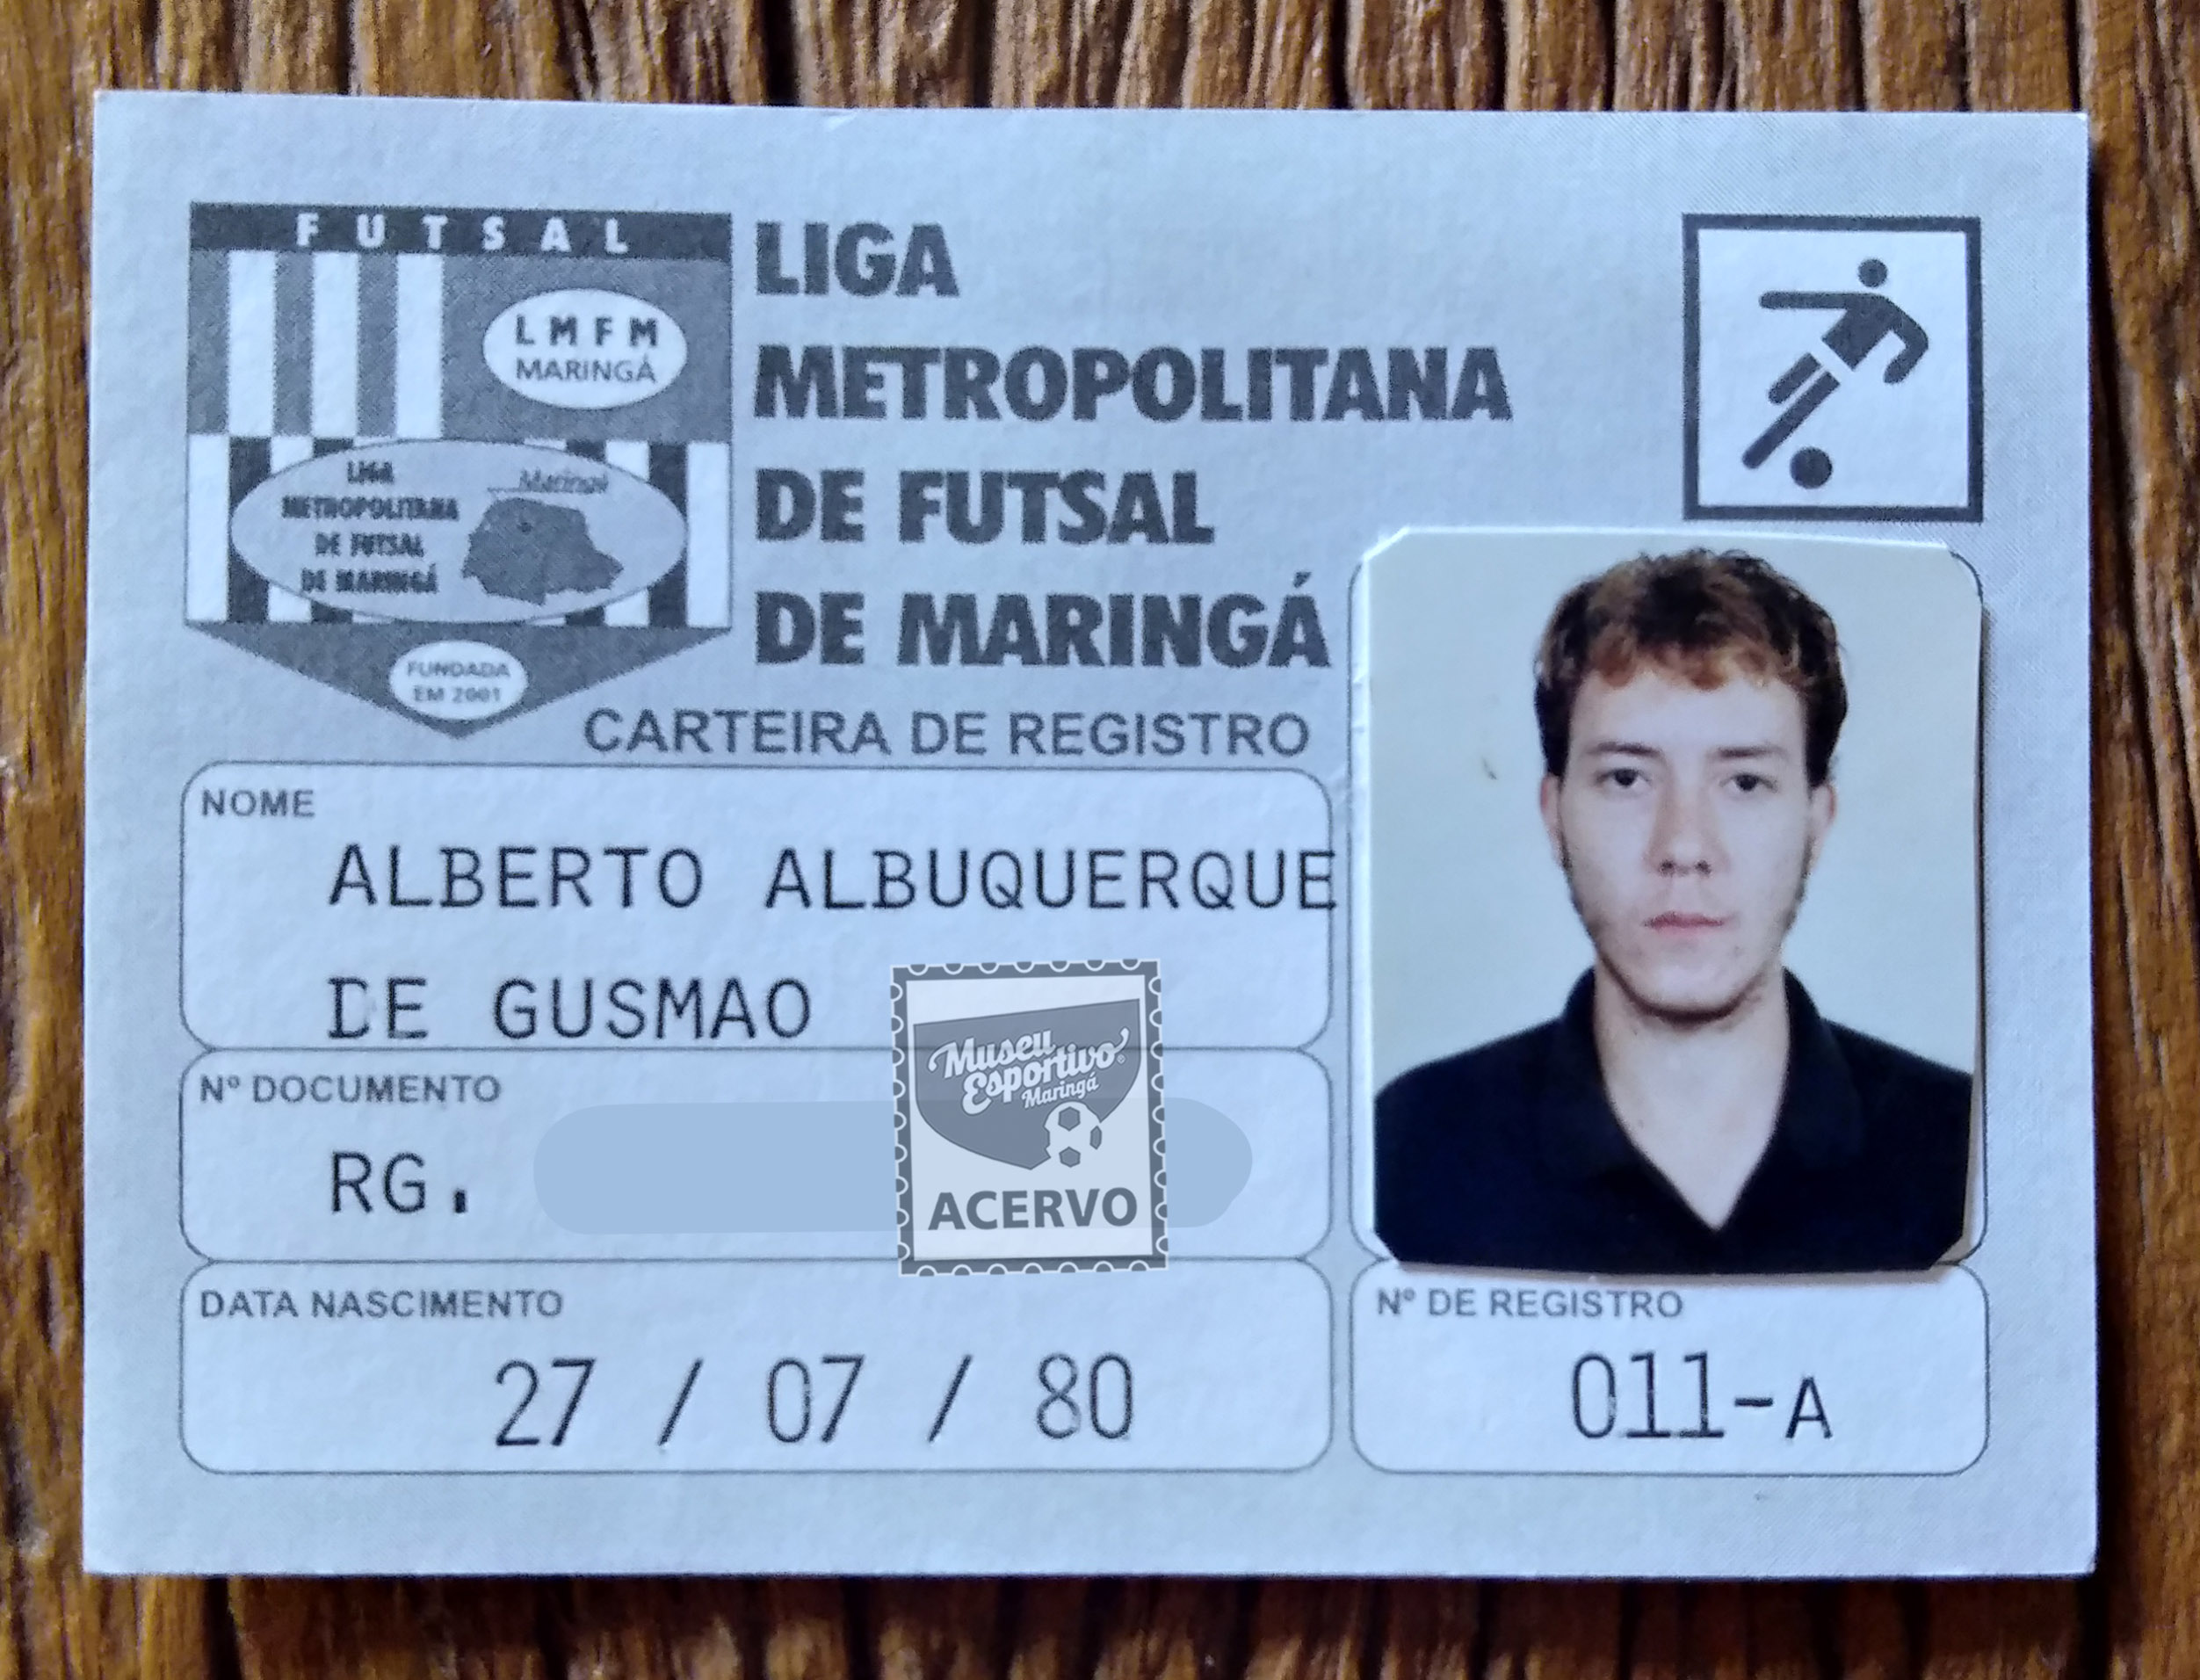 FUTSAL
LMFM
MARINGÁ
LIGA
METROPOLITANA
DE FUTSAL
DE MARINGÁ
Maringá
FUNDADA
EM 2001
LIGA
METROPOLITANA
DE FUTSAL
DE MARINGÁ
CARTEIRA DE REGISTRO
NOME
ALBERTO ALBUQUERQUE
DE GUSMAO
Nº DOCUMENTO
RG.
Museu
Esportivo
Maringá
ACERVO
DATA NASCIMENTO
27 / 07 / 80
Nº DE REGISTRO
011-A